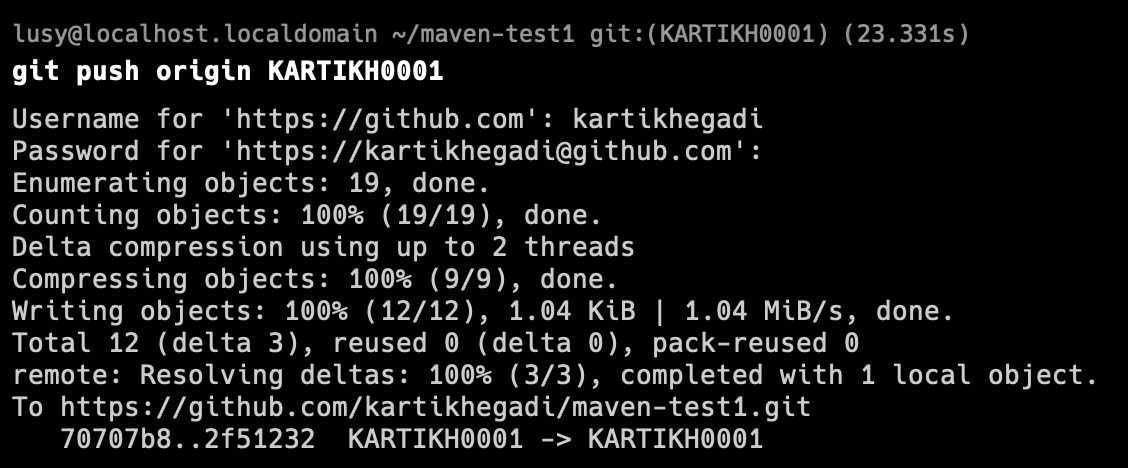 lusy@localhost.localdomain ~/maven-test1 git:(KARTIKH0001) (23.331s)
git push origin KARTIKH0001
Username for 'https://github.com': kartikhegadi
Password for 'https://kartikhegadi@github.com':
Enumerating objects: 19, done.
Counting objects: 100% (19/19), done.
Delta compression using up to 2 threads
Compressing objects: 100% (9/9), done.
Writing objects: 100% (12/12), 1.04 KiB | 1.04 MiB/s, done.
Total 12 (delta 3), reused 0 (delta 0), pack-reused 0
remote: Resolving deltas: 100% (3/3), completed with 1 local object.
To https://github.com/kartikhegadi/maven-test1.git
   70707b8..2f51232  KARTIKH0001 -> KARTIKH0001